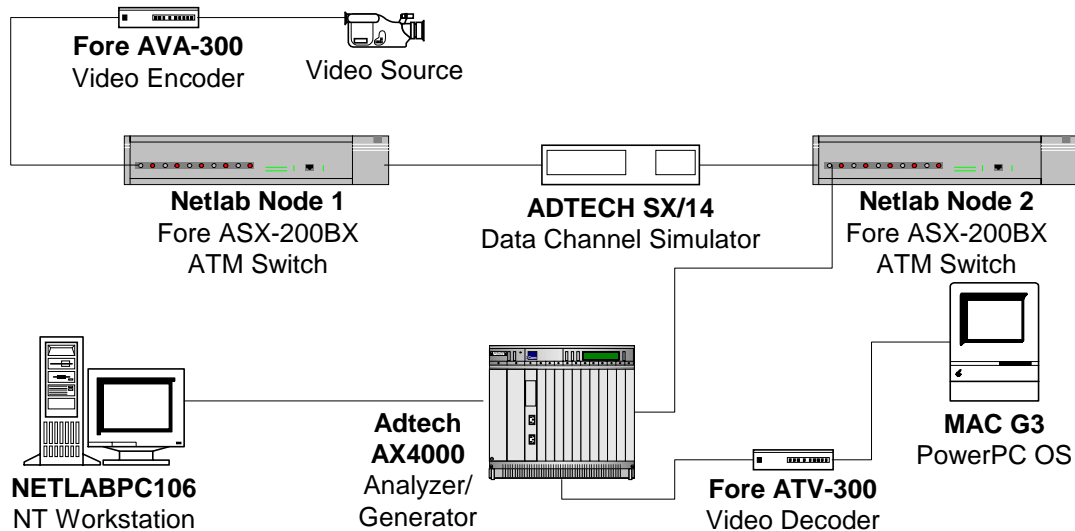 Fore AVA-300
Video Encoder
Video Source
Netlab Node 1
Fore ASX-200BX
ATM Switch
ADTECH SX/14
Data Channel Simulator
Netlab Node 2
Fore ASX-200BX
ATM Switch
NETLABPC106
NT Workstation
Adtech
AX4000
Analyzer/
Generator
Fore ATV-300
Video Decoder
MAC G3
PowerPC OS